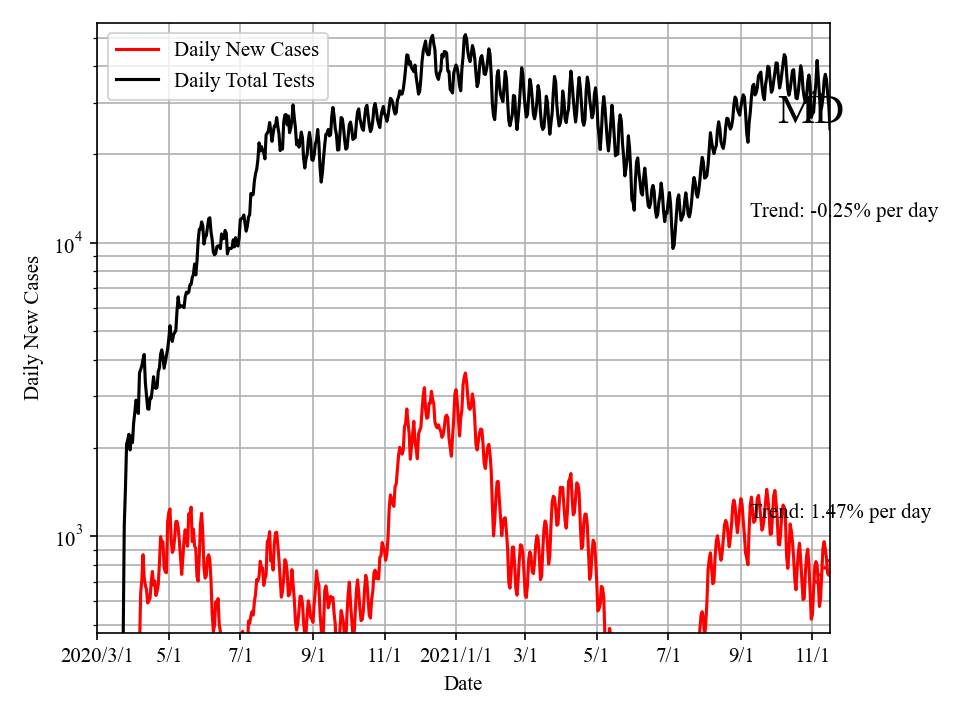 Daily New Cases
Daily Total Tests
MD
Trend: -0.25% per day
Trend: 1.47% per day
10^4
10^3
Daily New Cases
2020/3/1 5/1 7/1 9/1 11/1 2021/1/1 3/1 5/1 7/1 9/1 11/1
Date